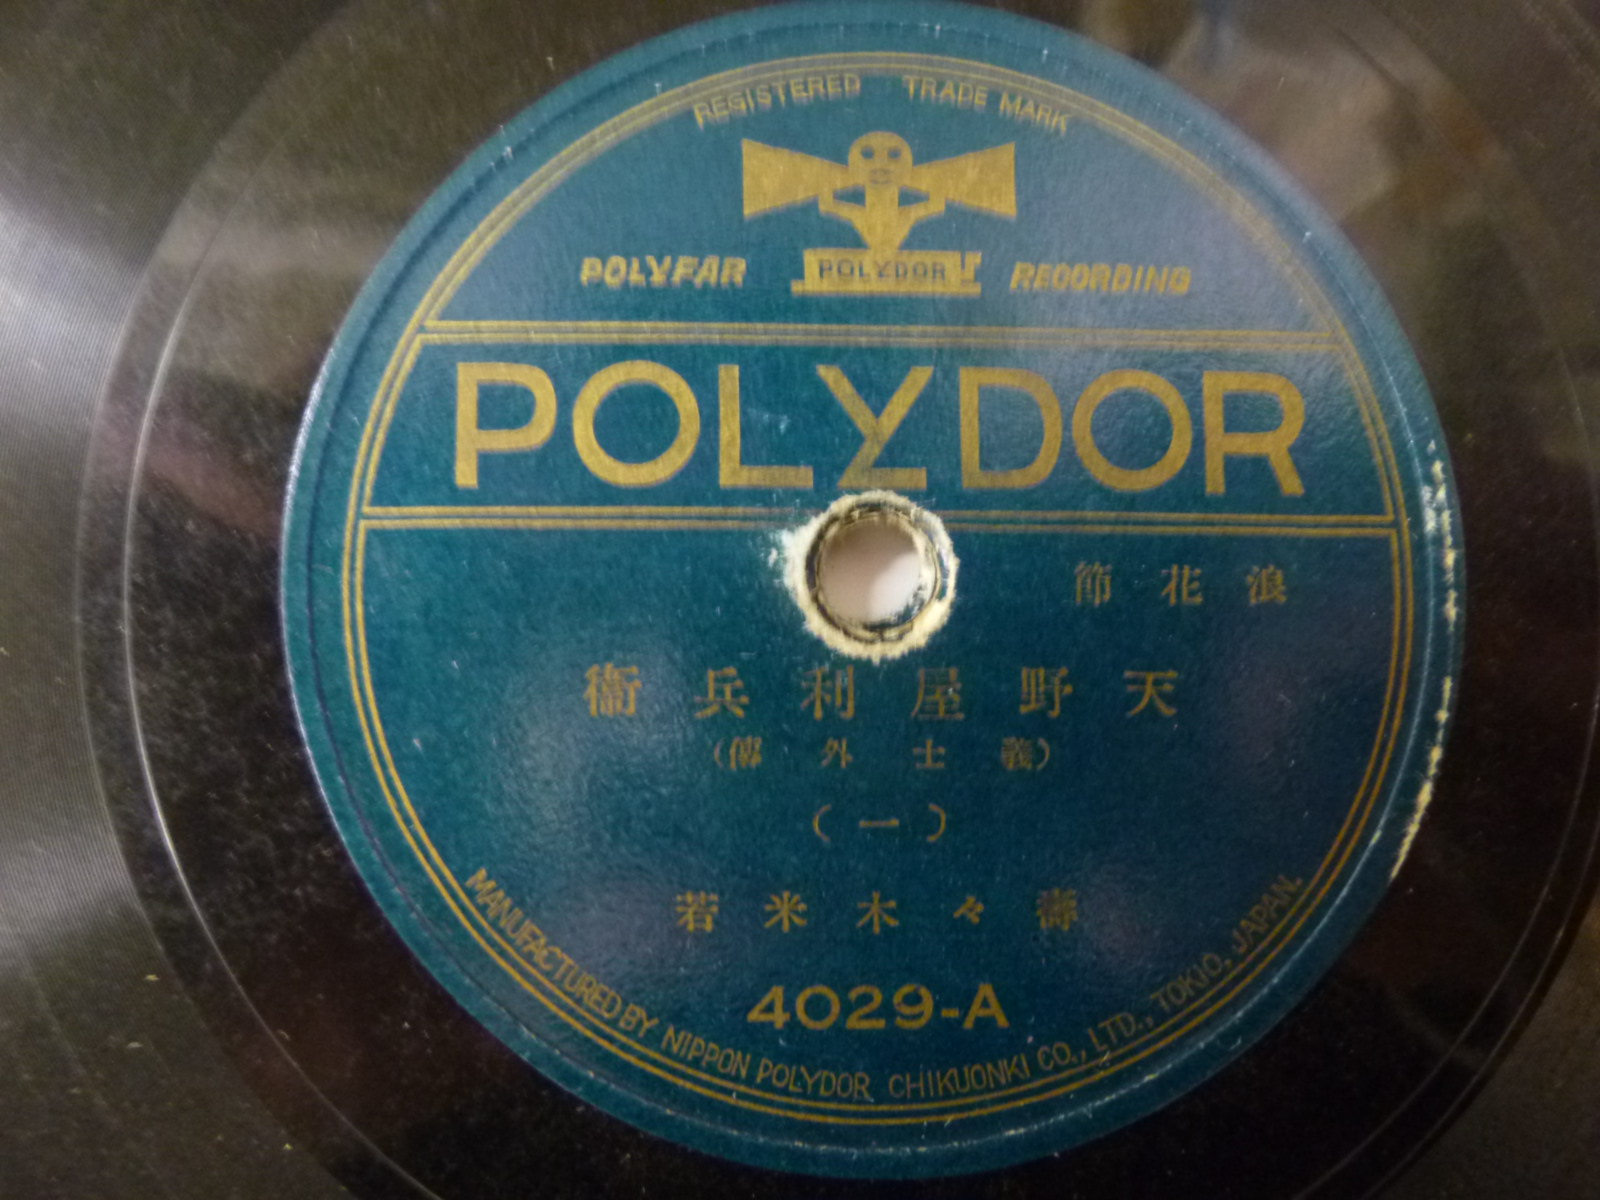 REGISTERED TRADE MARK
POLYFAR POLYDOR RECORDING
POLYDOR
浪花節
天野屋利兵衞
(義士外傳)
(一)
壽々木米若
4029-A
MANUFACTURED BY NIPPON POLYDOR CHIKUONKI CO., LTD., TOKIO, JAPAN.